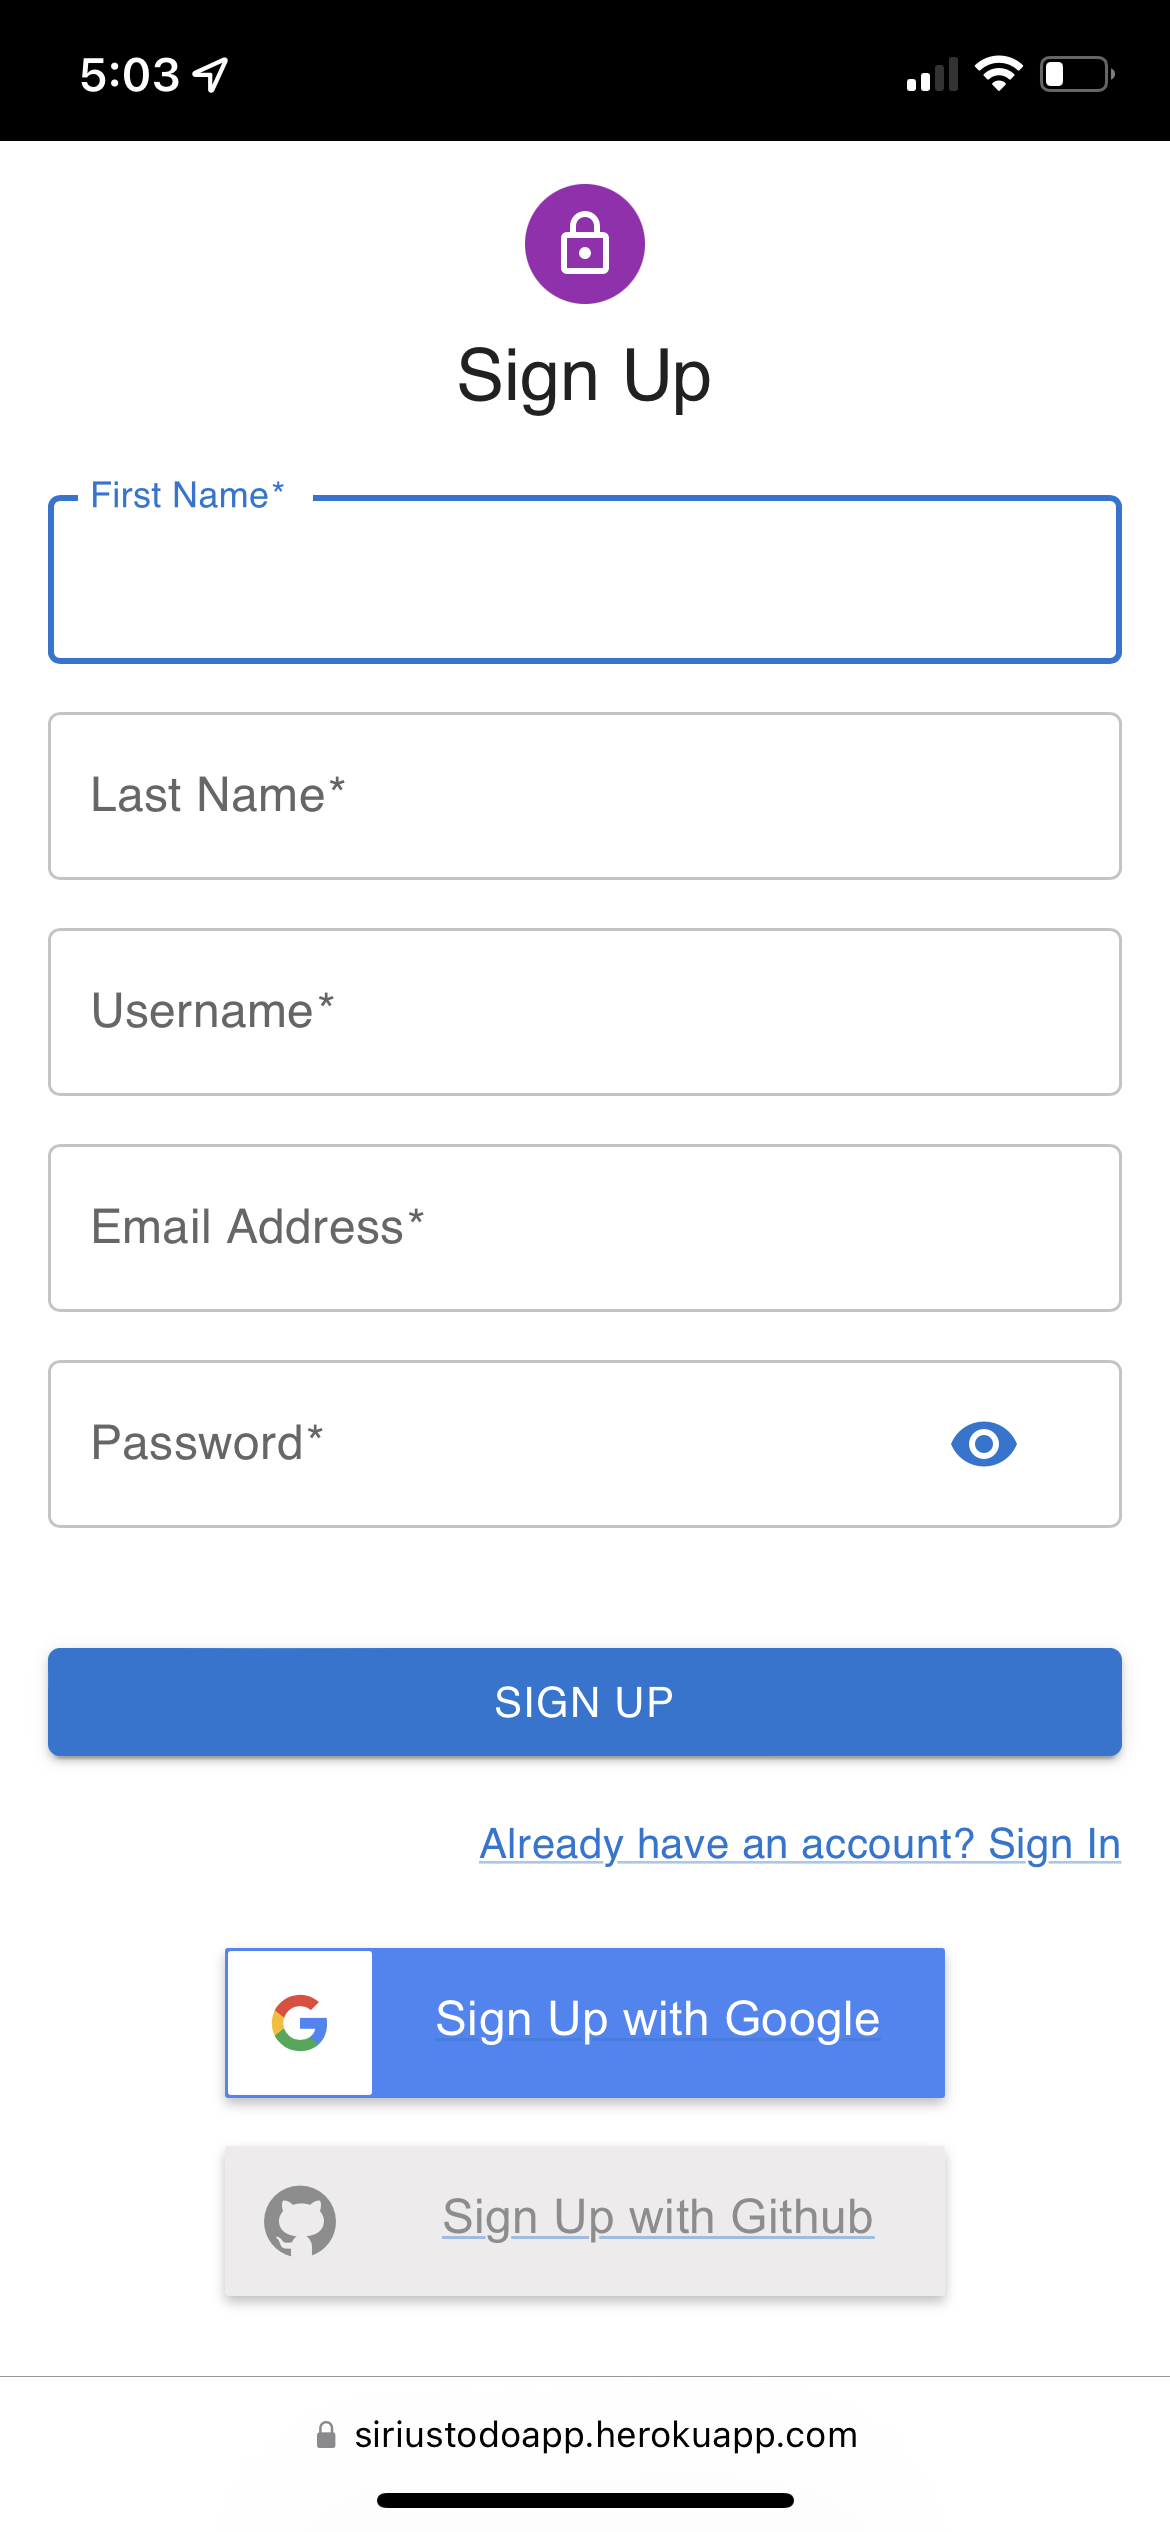 5:03
Sign Up
First Name*
Last Name*
Username*
Email Address*
Password*
SIGN UP
Already have an account? Sign In
Sign Up with Google
Sign Up with Github
siriustodoapp.herokuapp.com